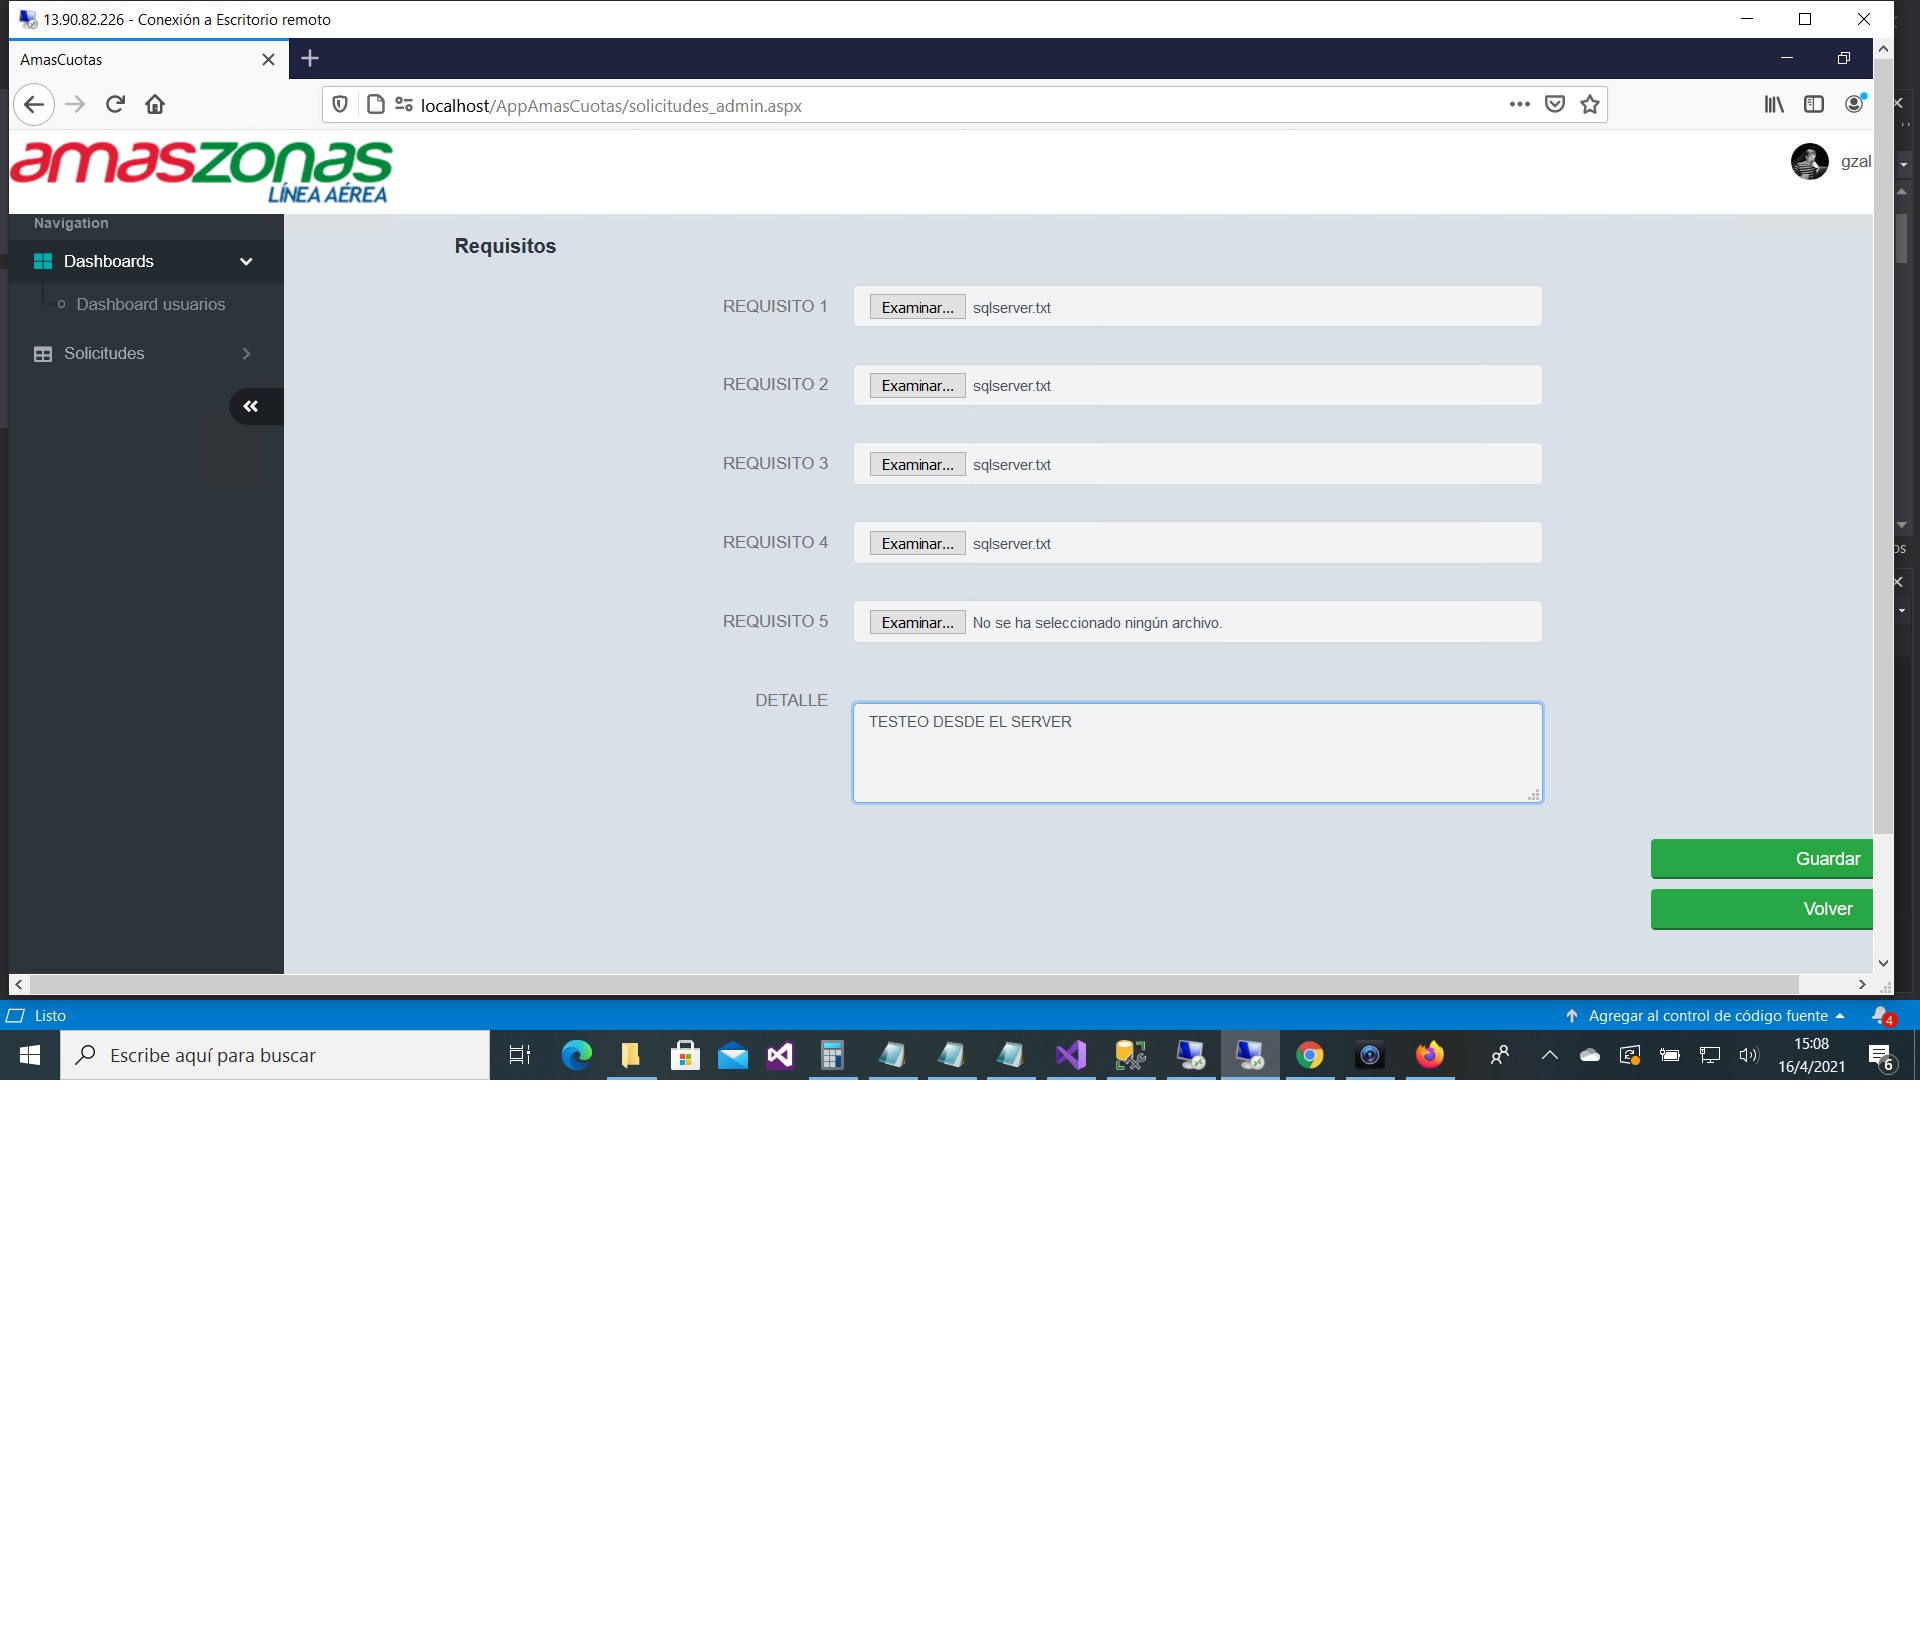 13.90.82.226 - Conexión a Escritorio remoto
AmasCuotas
localhost/AppAmasCuotas/solicitudes_admin.aspx
amaszonas
LÍNEA AÉREA
gzal
Navigation
Dashboards
Dashboard usuarios
Solicitudes
Requisitos
REQUISITO 1 Examinar... sqlserver.txt
REQUISITO 2 Examinar... sqlserver.txt
REQUISITO 3 Examinar... sqlserver.txt
REQUISITO 4 Examinar... sqlserver.txt
os
REQUISITO 5 Examinar... No se ha seleccionado ningún archivo.
DETALLE
TESTEO DESDE EL SERVER
Guardar
Volver
Listo
Agregar al control de código fuente
4
Escribe aquí para buscar
15:08
16/4/2021
6